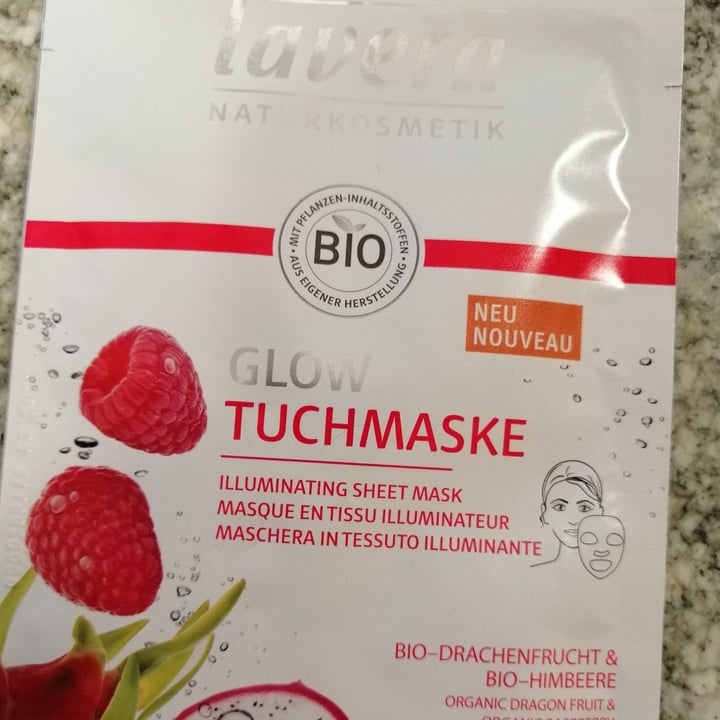 lavera
NATURKOSMETIK
• MIT PFLANZEN-INHALTSSTOFFEN •
BIO
AUS EIGENER HERSTELLUNG
NEU
NOUVEAU
GLOW
TUCHMASKE
ILLUMINATING SHEET MASK
MASQUE EN TISSU ILLUMINATEUR
MASCHERA IN TESSUTO ILLUMINANTE
BIO–DRACHENFRUCHT &
BIO–HIMBEERE
ORGANIC DRAGON FRUIT &